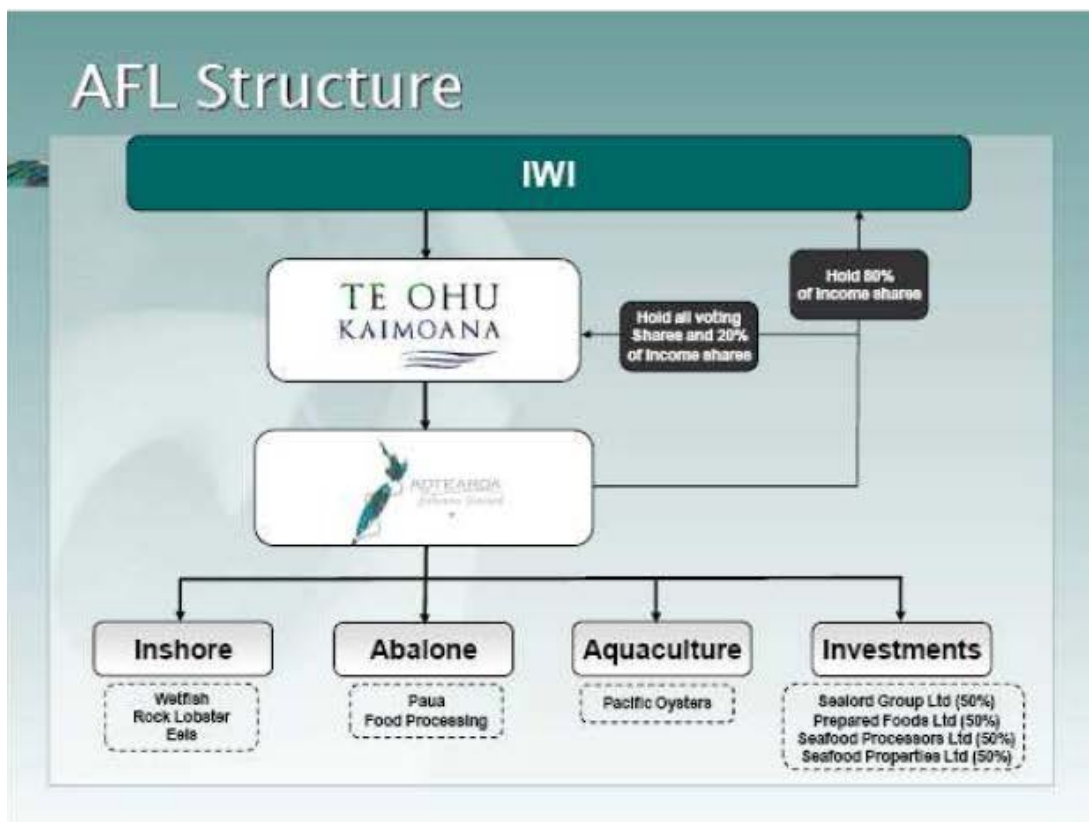 AFL Structure
IWI
Hold 80%
of Income shares
TE OHU
KAIMOANA
Hold all voting
Shares and 20%
of Income shares
AOTEAROA
Inshore
Abalone
Aquaculture
Investments
Wetfish
Rock Lobster
Eels
Paua
Food Processing
Pacific Oysters
Sealord Group Ltd (50%)
Prepared Foods Ltd (50%)
Seafood Processors Ltd (50%)
Seafood Properties Ltd (50%)